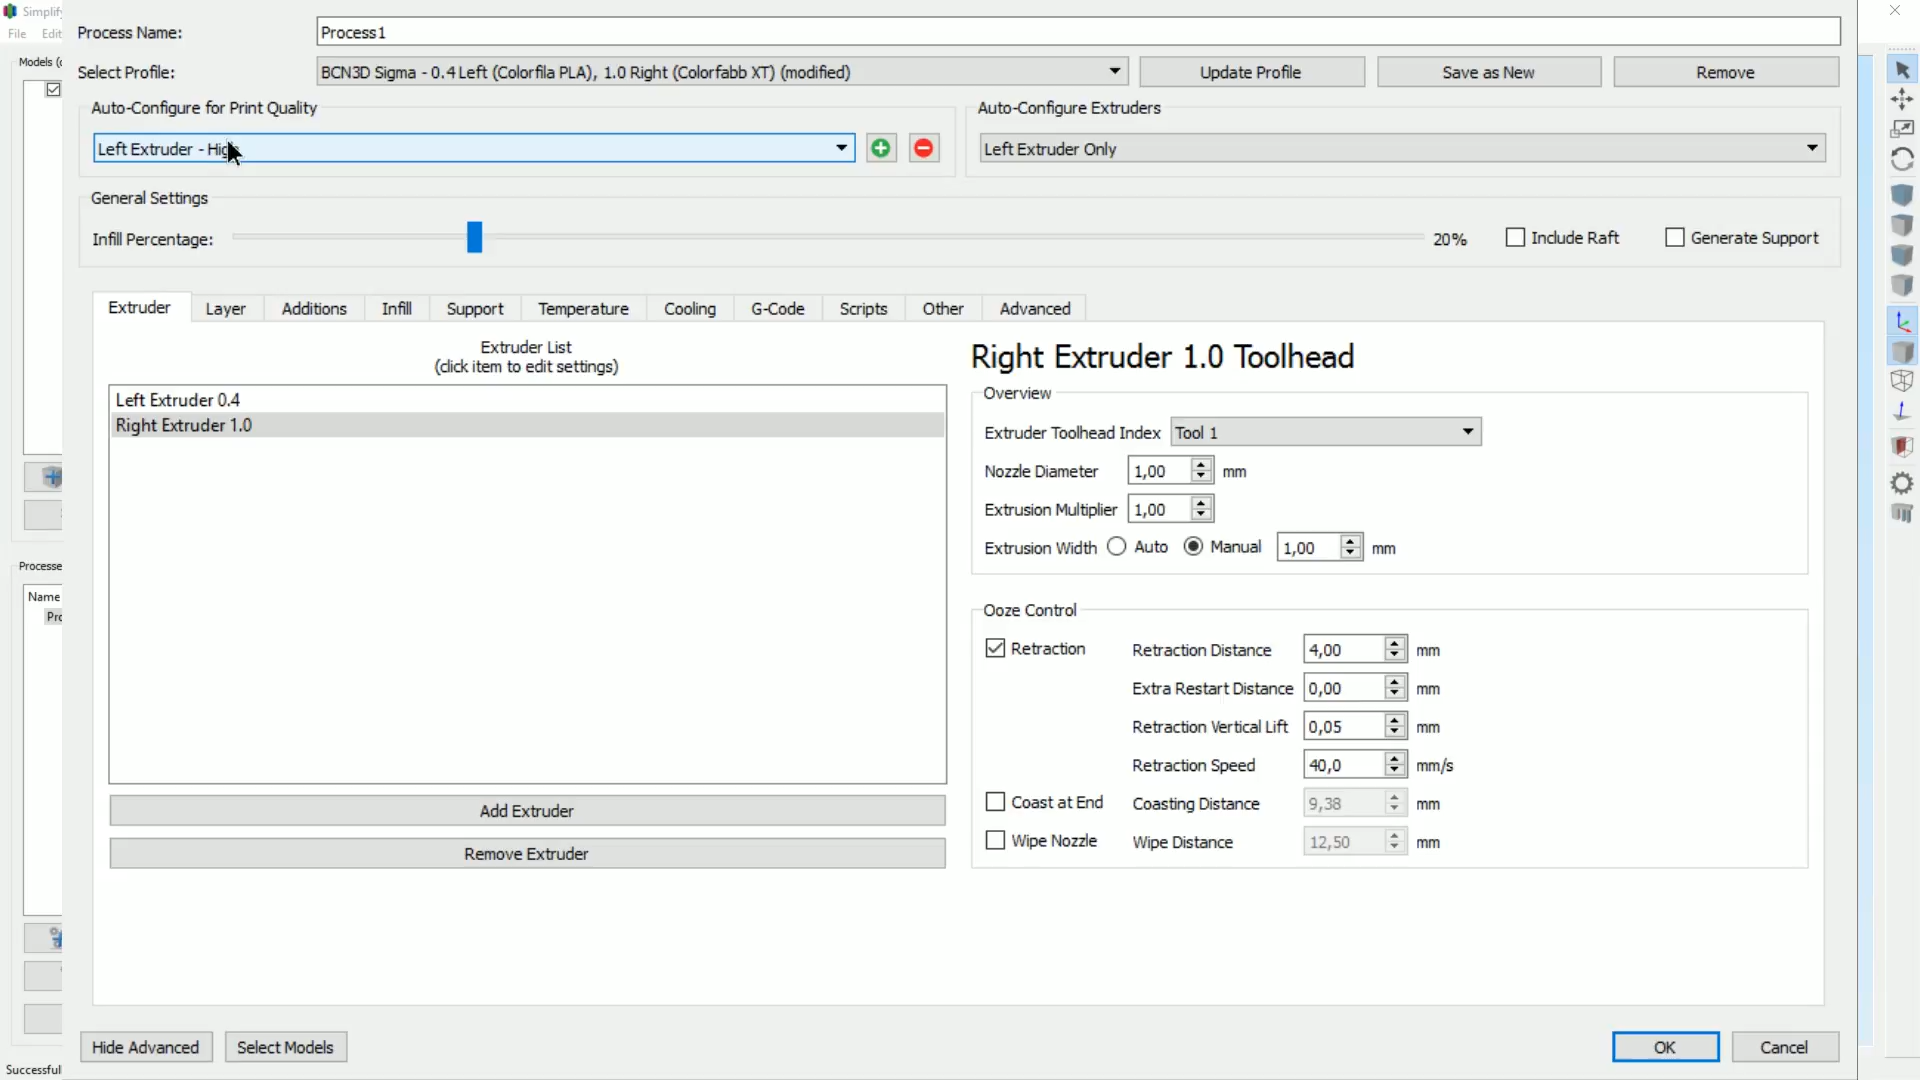 Simplify
File Edit
Models (d
Process Name: Process1
Select Profile: BCN3D Sigma - 0.4 Left (Colorfila PLA), 1.0 Right (Colorfabb XT) (modified) Update Profile Save as New Remove
Auto-Configure for Print Quality
Left Extruder - High
Auto-Configure Extruders
Left Extruder Only
General Settings
Infill Percentage: 20% Include Raft Generate Support
Extruder Layer Additions Infill Support Temperature Cooling G-Code Scripts Other Advanced
Extruder List
(click item to edit settings)
Left Extruder 0.4
Right Extruder 1.0
Add Extruder
Remove Extruder
Right Extruder 1.0 Toolhead
Overview
Extruder Toolhead Index Tool 1
Nozzle Diameter 1,00 mm
Extrusion Multiplier 1,00
Extrusion Width Auto Manual 1,00 mm
Ooze Control
Retraction Retraction Distance 4,00 mm
Extra Restart Distance 0,00 mm
Retraction Vertical Lift 0,05 mm
Retraction Speed 40,0 mm/s
Coast at End Coasting Distance 9,38 mm
Wipe Nozzle Wipe Distance 12,50 mm
Processe
Name
Pro
Hide Advanced Select Models OK Cancel
Successful